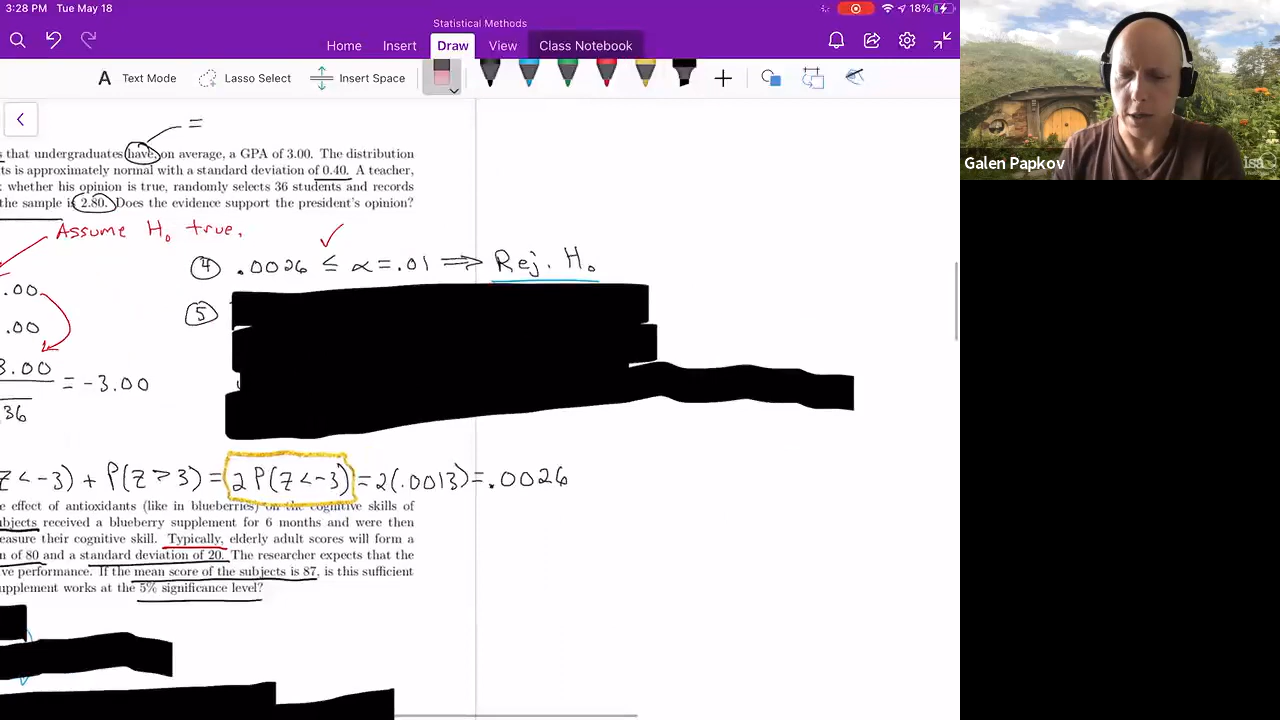 3:28 PM Tue May 18
Statistical Methods
18%
Home Insert Draw View Class Notebook
A Text Mode Lasso Select Insert Space
=
s that undergraduates have, on average, a GPA of 3.00. The distribution
ts is approximately normal with a standard deviation of 0.40. A teacher,
whether his opinion is true, randomly selects 36 students and records
the sample is 2.80. Does the evidence support the president's opinion?
Assume H₀ true.
④ .0026 ≤ α = .01 ⟹ Rej. H₀
.00
⑤
.00
3.00
= -3.00
36
z < -3) + P(z > 3) = 2 P(z < -3) = 2(.0013) = .0026
e effect of antioxidants (like in blueberries) on the cognitive skills of
ubjects received a blueberry supplement for 6 months and were then
easure their cognitive skill. Typically, elderly adult scores will form a
n of 80 and a standard deviation of 20. The researcher expects that the
ve performance. If the mean score of the subjects is 87, is this sufficient
upplement works at the 5% significance level?
Galen Papkov